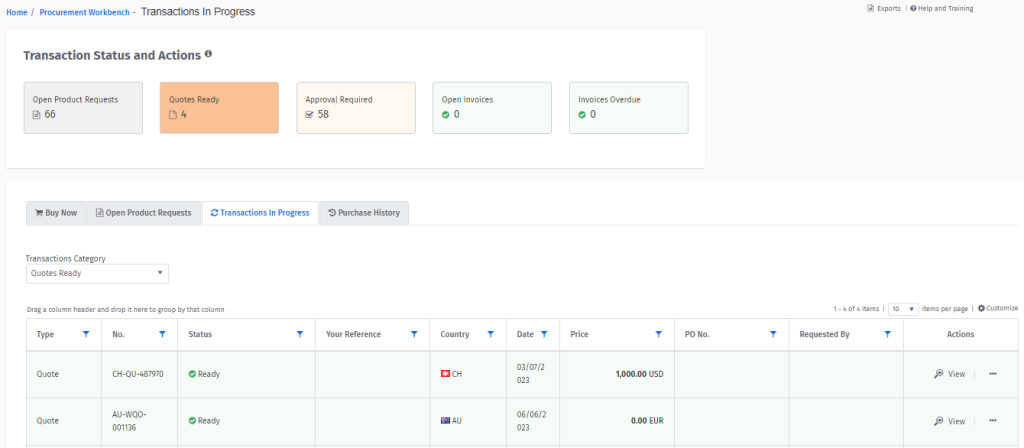 Home / Procurement Workbench - Transactions In Progress
Exports | Help and Training
Transaction Status and Actions
Open Product Requests
66
Quotes Ready
4
Approval Required
58
Open Invoices
0
Invoices Overdue
0
Buy Now
Open Product Requests
Transactions In Progress
Purchase History
Transactions Category
Quotes Ready
Drag a column header and drop it here to group by that column
1 - 4 of 4 items | 10 items per page | Customize
Type No. Status Your Reference Country Date Price PO No. Requested By Actions
Quote CH-QU-487970 Ready CH 03/07/2
023 1,000.00 USD View | •••
Quote AU-WQO-
001136 Ready AU 06/06/2
023 0.00 EUR View | •••